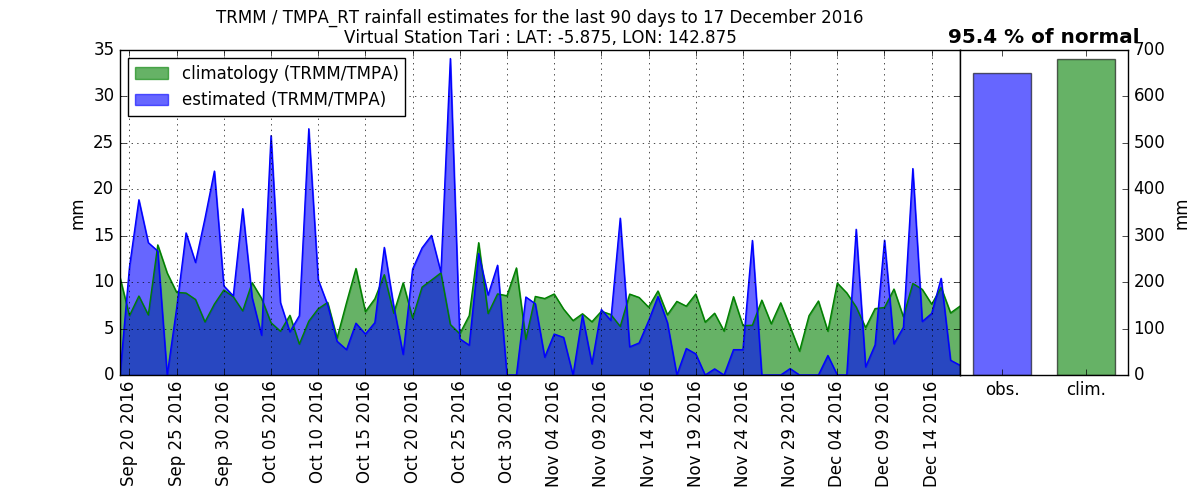 TRMM / TMPA_RT rainfall estimates for the last 90 days to 17 December 2016
Virtual Station Tari : LAT: -5.875, LON: 142.875
95.4 % of normal
climatology (TRMM/TMPA)
estimated (TRMM/TMPA)
35
30
25
20
15
10
5
0
mm
Sep 20 2016
Sep 25 2016
Sep 30 2016
Oct 05 2016
Oct 10 2016
Oct 15 2016
Oct 20 2016
Oct 25 2016
Oct 30 2016
Nov 04 2016
Nov 09 2016
Nov 14 2016
Nov 19 2016
Nov 24 2016
Nov 29 2016
Dec 04 2016
Dec 09 2016
Dec 14 2016
obs.
clim.
700
600
500
400
300
200
100
0
mm